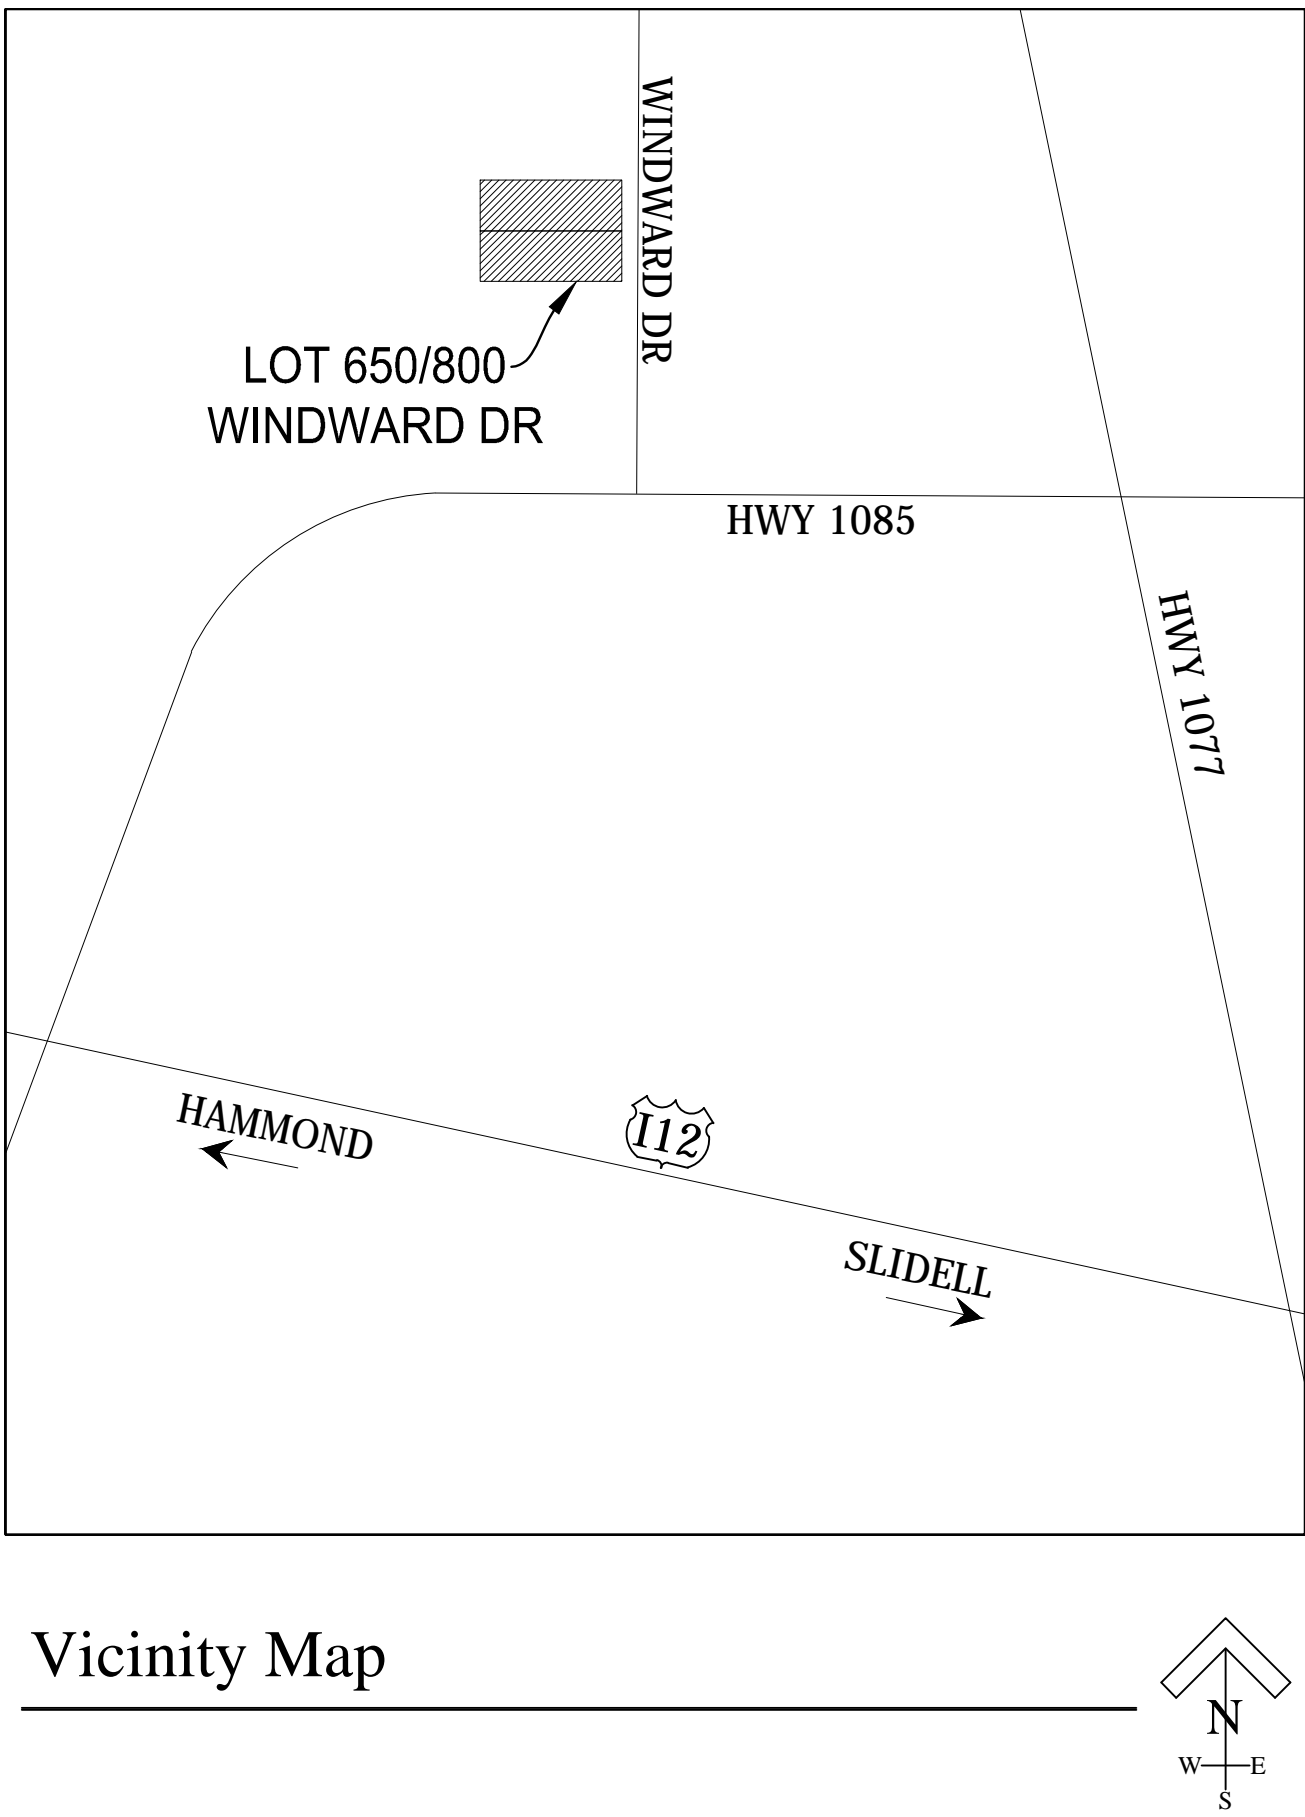 WINDWARD DR
LOT 650/800
WINDWARD DR
HWY 1085
HWY 1077
HAMMOND
I12
SLIDELL
Vicinity Map
N
W E
S